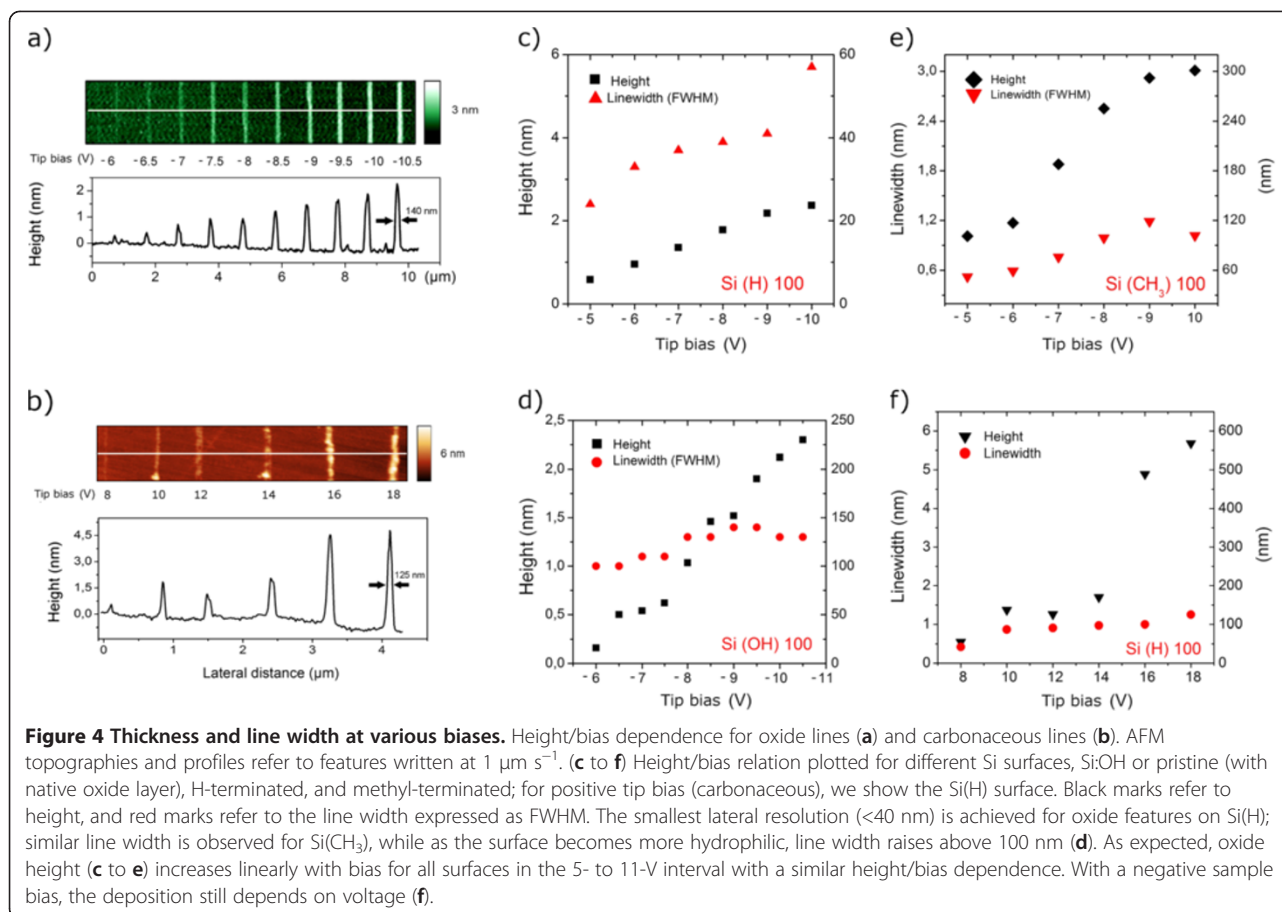 a)
3 nm
Tip bias (V) -6 -6.5 -7 -7.5 -8 -8.5 -9 -9.5 -10 -10.5
Height (nm)
2
1
0
140 nm
0 2 4 6 8 10 (μm)
b)
6 nm
Tip bias (V) 8 10 12 14 16 18
Height (nm)
4,5
3,0
1,5
0,0
125 nm
0 1 2 3 4
Lateral distance (μm)
c)
Height (nm)
6
4
2
0
Height
Linewidth (FWHM)
60
40
20
0
Si (H) 100
-5 -6 -7 -8 -9 -10
Tip bias (V)
d)
Height (nm)
2,5
2,0
1,5
1,0
0,5
0,0
Height
Linewidth (FWHM)
250
200
150
100
50
0
Si (OH) 100
-6 -7 -8 -9 -10 -11
Tip bias (V)
e)
Linewidth (nm)
3,0
2,4
1,8
1,2
0,6
Height
Linewidth (FWHM)
300
240
180
120
60
(nm)
Si (CH₃) 100
-5 -6 -7 -8 -9 10
Tip bias (V)
f)
Linewidth (nm)
6
5
4
3
2
1
0
Height
Linewidth
600
500
400
300
200
100
0
(nm)
Si (H) 100
8 10 12 14 16 18
Tip bias (V)
Figure 4 Thickness and line width at various biases. Height/bias dependence for oxide lines (a) and carbonaceous lines (b). AFM
topographies and profiles refer to features written at 1 μm s⁻¹. (c to f) Height/bias relation plotted for different Si surfaces, Si:OH or pristine (with
native oxide layer), H-terminated, and methyl-terminated; for positive tip bias (carbonaceous), we show the Si(H) surface. Black marks refer to
height, and red marks refer to the line width expressed as FWHM. The smallest lateral resolution (<40 nm) is achieved for oxide features on Si(H);
similar line width is observed for Si(CH₃), while as the surface becomes more hydrophilic, line width raises above 100 nm (d). As expected, oxide
height (c to e) increases linearly with bias for all surfaces in the 5- to 11-V interval with a similar height/bias dependence. With a negative sample
bias, the deposition still depends on voltage (f).